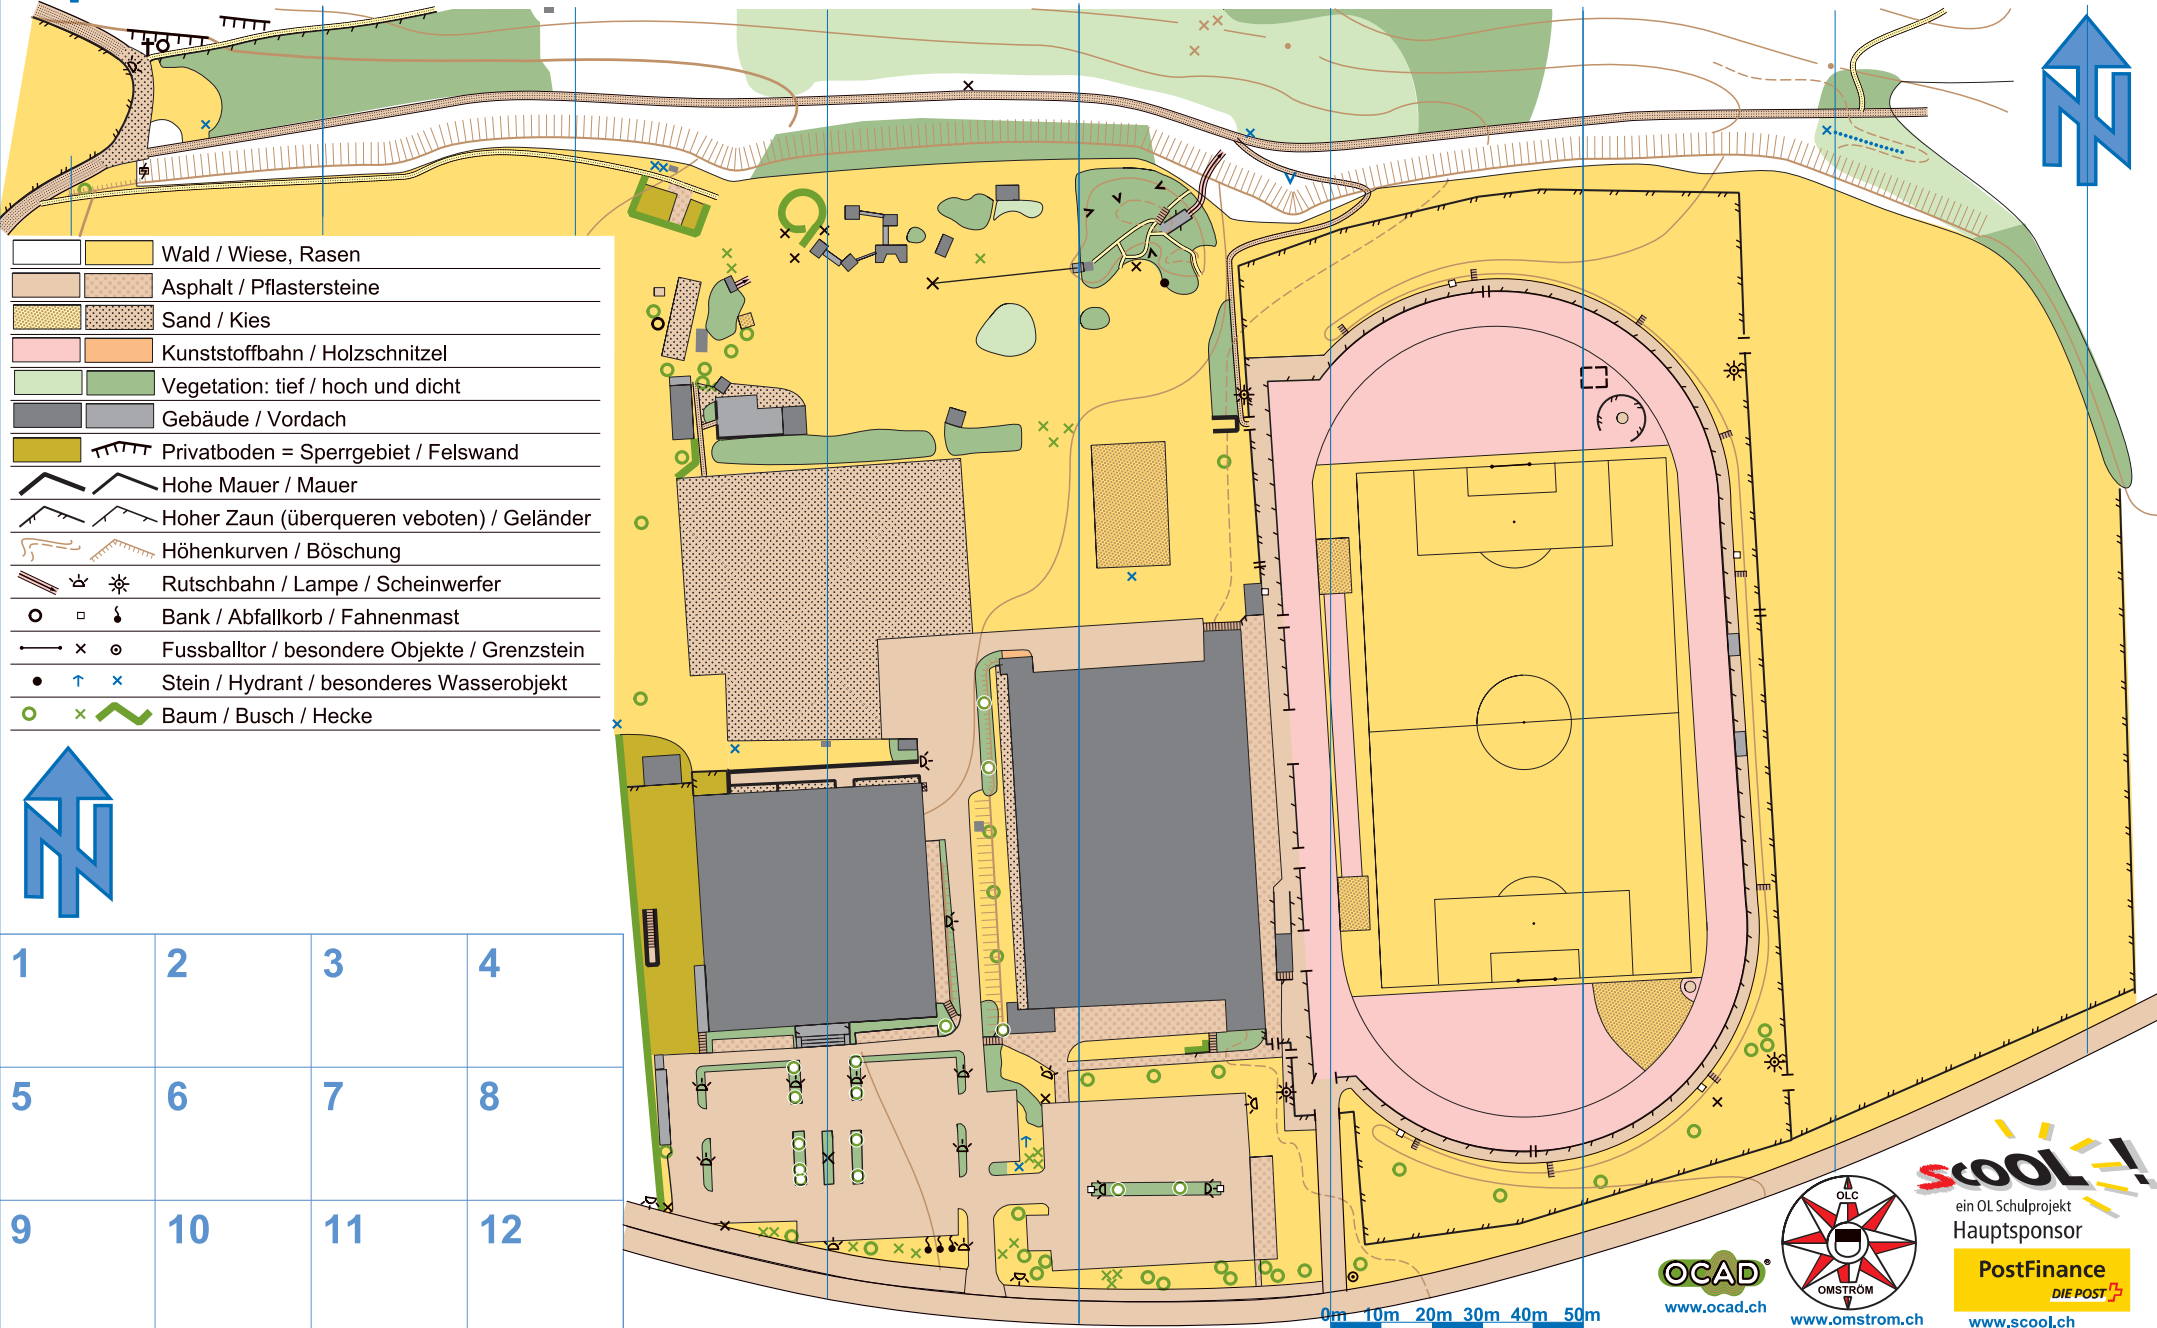 Wald / Wiese, Rasen
Asphalt / Pflastersteine
Sand / Kies
Kunststoffbahn / Holzschnitzel
Vegetation: tief / hoch und dicht
Gebäude / Vordach
Privatboden = Sperrgebiet / Felswand
Hohe Mauer / Mauer
Hoher Zaun (überqueren veboten) / Geländer
Höhenkurven / Böschung
Rutschbahn / Lampe / Scheinwerfer
Bank / Abfallkorb / Fahnenmast
Fussballtor / besondere Objekte / Grenzstein
Stein / Hydrant / besonderes Wasserobjekt
Baum / Busch / Hecke
N
N
1 2 3 4
5 6 7 8
9 10 11 12
0m 10m 20m 30m 40m 50m
OCAD®
www.ocad.ch
OLC
OMSTRÖM
www.omstrom.ch
scool!
ein OL Schulprojekt
Hauptsponsor
PostFinance
DIE POST
www.scool.ch